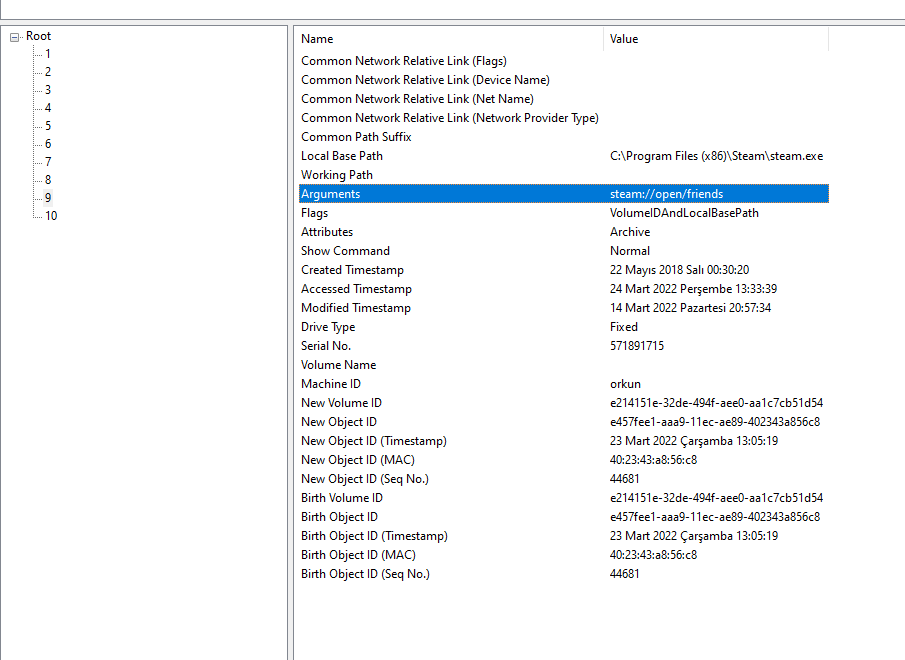 Root
1
2
3
4
5
6
7
8
9
10
Name Value
Common Network Relative Link (Flags)
Common Network Relative Link (Device Name)
Common Network Relative Link (Net Name)
Common Network Relative Link (Network Provider Type)
Common Path Suffix
Local Base Path C:\Program Files (x86)\Steam\steam.exe
Working Path
Arguments steam://open/friends
Flags VolumeIDAndLocalBasePath
Attributes Archive
Show Command Normal
Created Timestamp 22 Mayıs 2018 Salı 00:30:20
Accessed Timestamp 24 Mart 2022 Perşembe 13:33:39
Modified Timestamp 14 Mart 2022 Pazartesi 20:57:34
Drive Type Fixed
Serial No. 571891715
Volume Name
Machine ID orkun
New Volume ID e214151e-32de-494f-aee0-aa1c7cb51d54
New Object ID e457fee1-aaa9-11ec-ae89-402343a856c8
New Object ID (Timestamp) 23 Mart 2022 Çarşamba 13:05:19
New Object ID (MAC) 40:23:43:a8:56:c8
New Object ID (Seq No.) 44681
Birth Volume ID e214151e-32de-494f-aee0-aa1c7cb51d54
Birth Object ID e457fee1-aaa9-11ec-ae89-402343a856c8
Birth Object ID (Timestamp) 23 Mart 2022 Çarşamba 13:05:19
Birth Object ID (MAC) 40:23:43:a8:56:c8
Birth Object ID (Seq No.) 44681